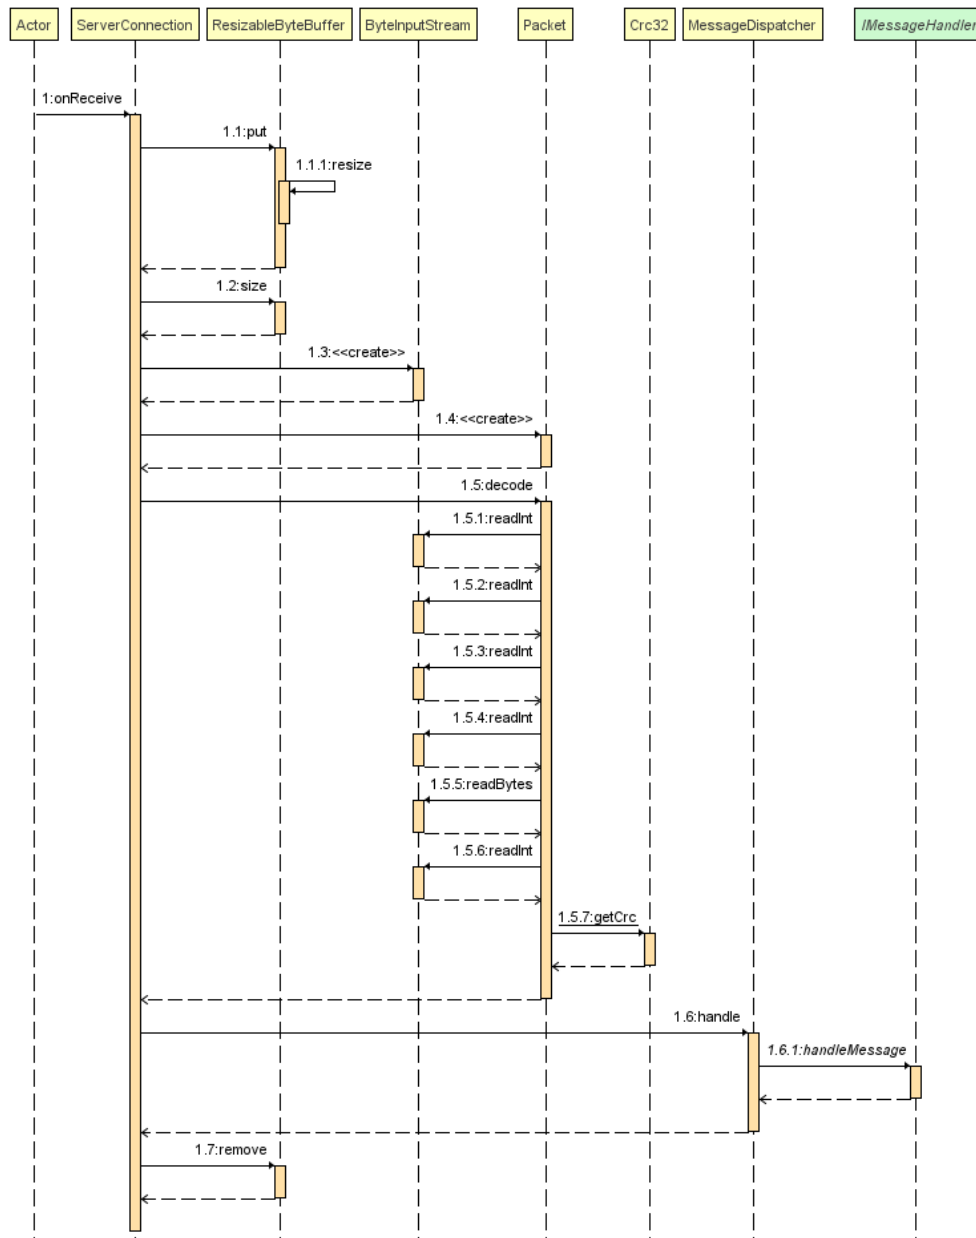 Actor
ServerConnection
ResizableByteBuffer
ByteInputStream
Packet
Crc32
MessageDispatcher
IMessageHandler
1:onReceive
1.1:put
1.1.1:resize
1.2:size
1.3:<<create>>
1.4:<<create>>
1.5:decode
1.5.1:readInt
1.5.2:readInt
1.5.3:readInt
1.5.4:readInt
1.5.5:readBytes
1.5.6:readInt
1.5.7:getCrc
1.6:handle
1.6.1:handleMessage
1.7:remove